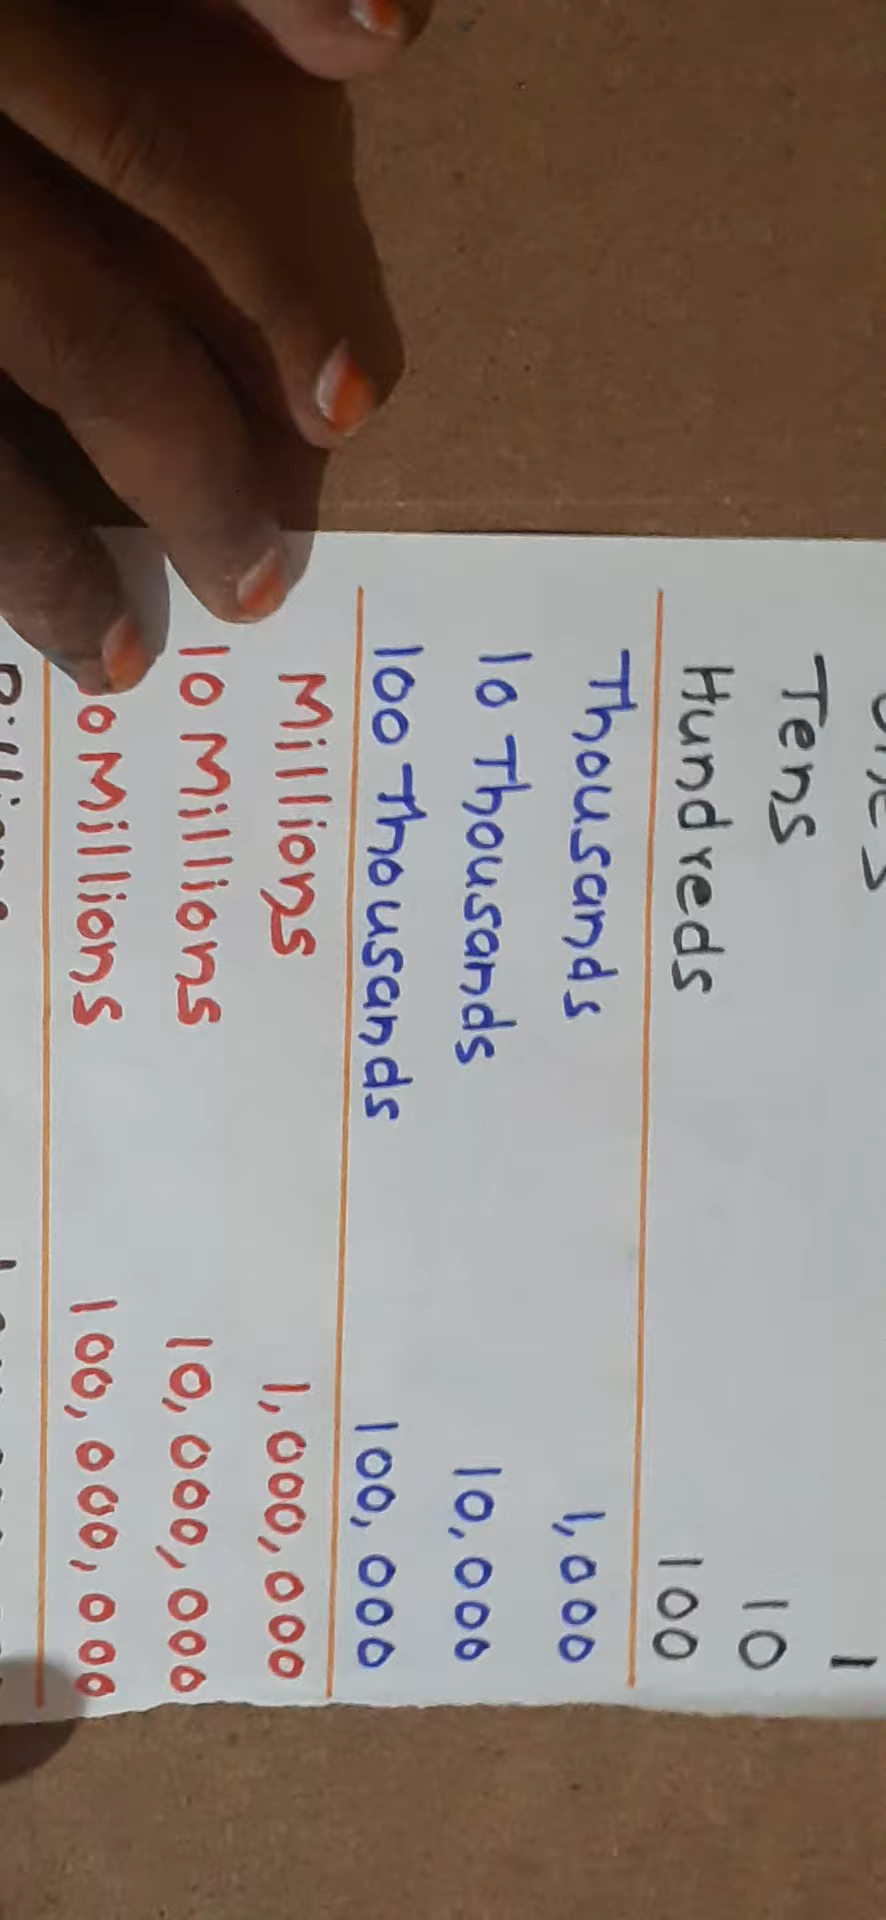 Tens 10
Hundreds 100
Thousands 1,000
10 Thousands 10,000
100 Thousands 100,000
Millions 1,000,000
10 Millions 10,000,000
0 Millions 100,000,000